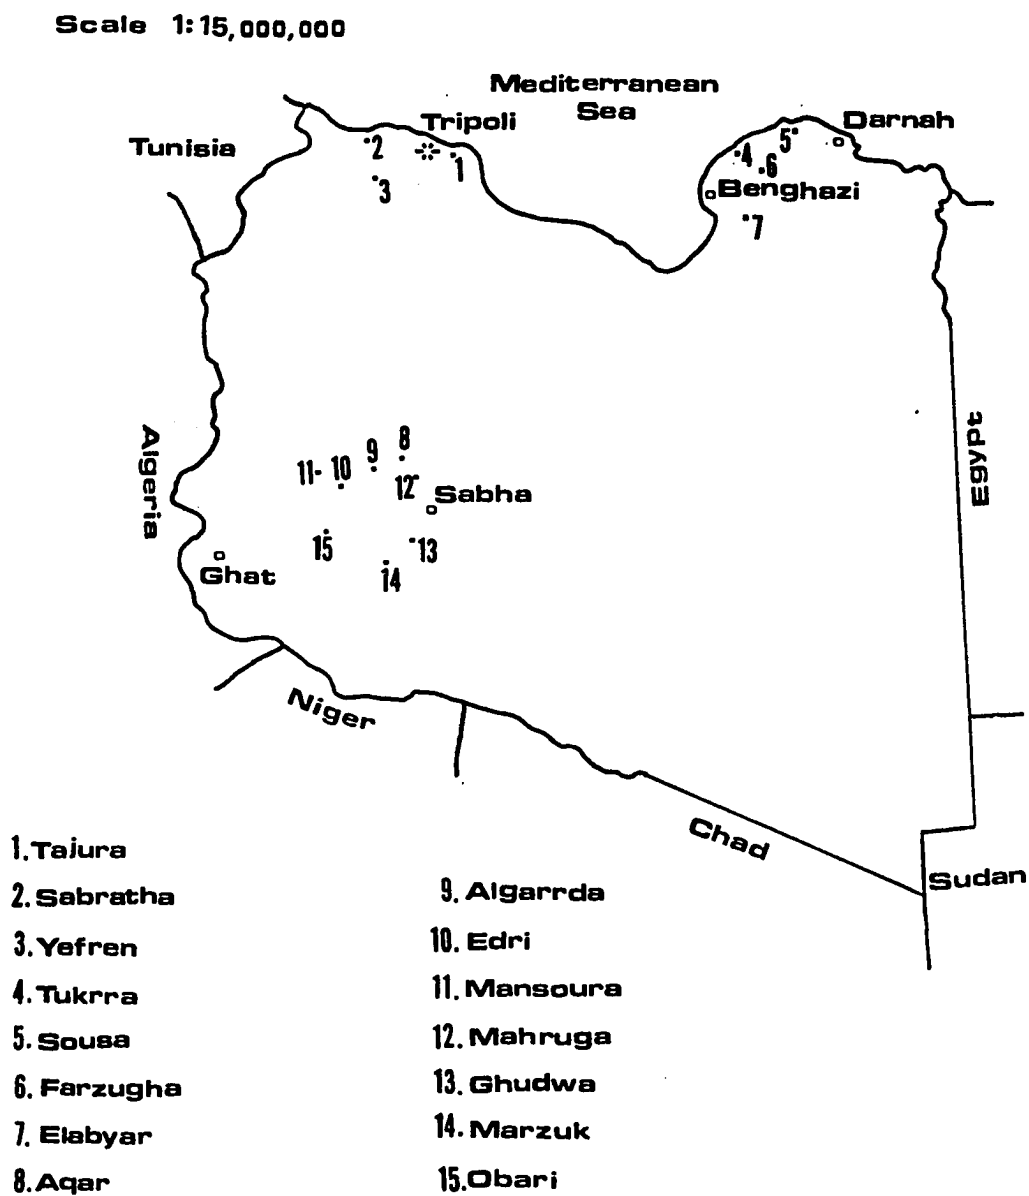 Scale 1:15,000,000
Mediterranean
Sea
Tripoli
Darnah
Tunisia
2
1
3
5
4
6
Benghazi
7
Algeria
Egypt
8
9
11
10
12
Sabha
15
13
14
Ghat
Niger
Chad
Sudan
1. Tajura
2. Sabratha
3. Yefren
4. Tukrra
5. Sousa
6. Farzugha
7. Elabyar
8. Aqar
9. Algarrda
10. Edri
11. Mansoura
12. Mahruga
13. Ghudwa
14. Marzuk
15. Obari